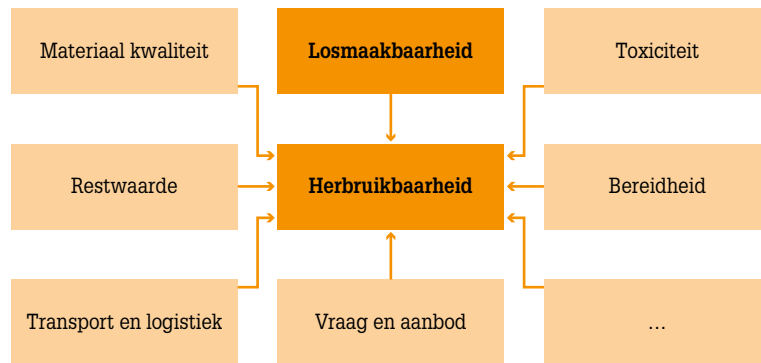 Materiaal kwaliteit
Losmaakbaarheid
Toxiciteit
Restwaarde
Herbruikbaarheid
Bereidheid
Transport en logistiek
Vraag en aanbod
…